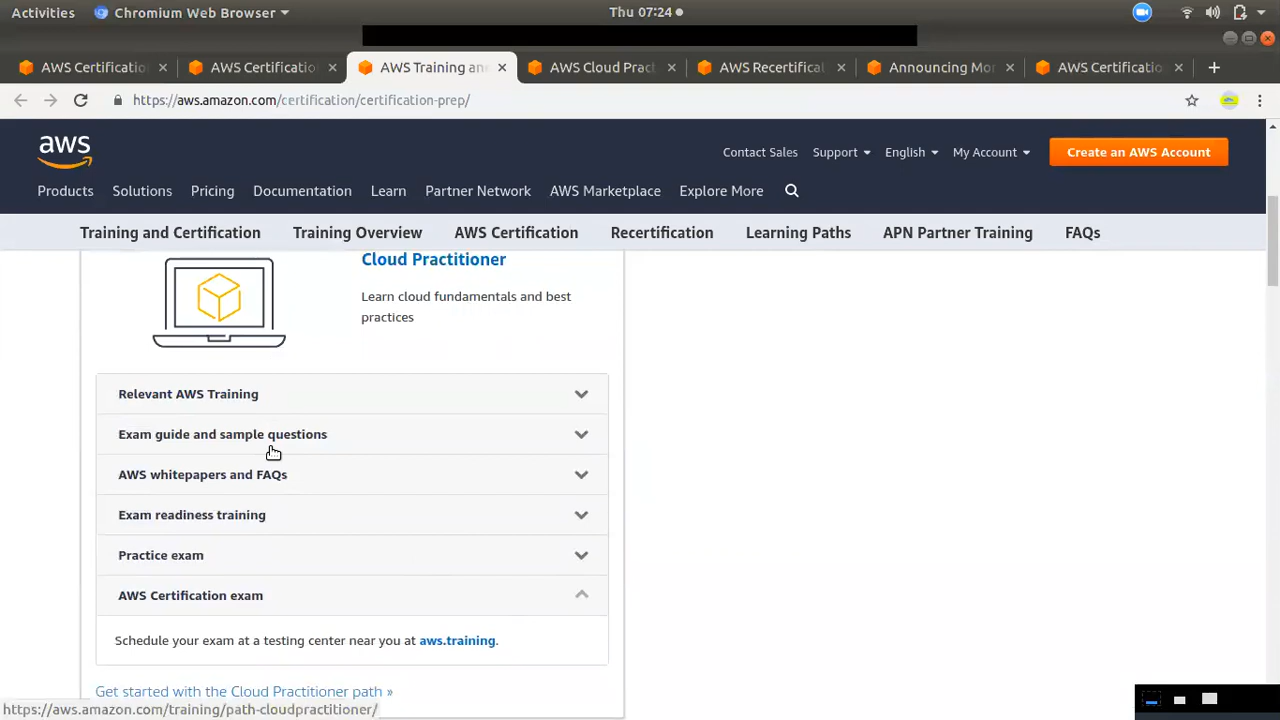 Activities Chromium Web Browser Thu 07:24
AWS Certificatio AWS Certificatio AWS Training an AWS Cloud Pract AWS Recertificat Announcing Mo AWS Certificatio
https://aws.amazon.com/certification/certification-prep/
aws Contact Sales Support English My Account Create an AWS Account
Products Solutions Pricing Documentation Learn Partner Network AWS Marketplace Explore More
Training and Certification Training Overview AWS Certification Recertification Learning Paths APN Partner Training FAQs
Cloud Practitioner
Learn cloud fundamentals and best
practices
Relevant AWS Training
Exam guide and sample questions
AWS whitepapers and FAQs
Exam readiness training
Practice exam
AWS Certification exam
Schedule your exam at a testing center near you at aws.training.
Get started with the Cloud Practitioner path »
https://aws.amazon.com/training/path-cloudpractitioner/